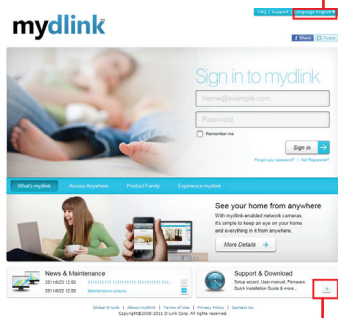 FAQ | Support | Language: English
mydlink
Share Tweet
Sign in to mydlink
Name@example.com
Password
Remember me
Sign in
Forgot your password? | Not Registered?
What's mydlink Access Anywhere Product Family Experience mydlink
See your home from anywhere
With mydlink-enabled network cameras,
it's simple to keep an eye on your home
and everything in it from anywhere.
More Details
News & Maintenance
2011/6/22 12:00
2011/6/22 12:00 Maintenance
Support & Download
Setup wizard. User manual. Firmware.
Quick Installation Guide & more...
Global D-Link | About mydlink | Terms of Use | Privacy Policy | Contact us
Copyright©2008-2011 D-Link Corp. All rights reserved.